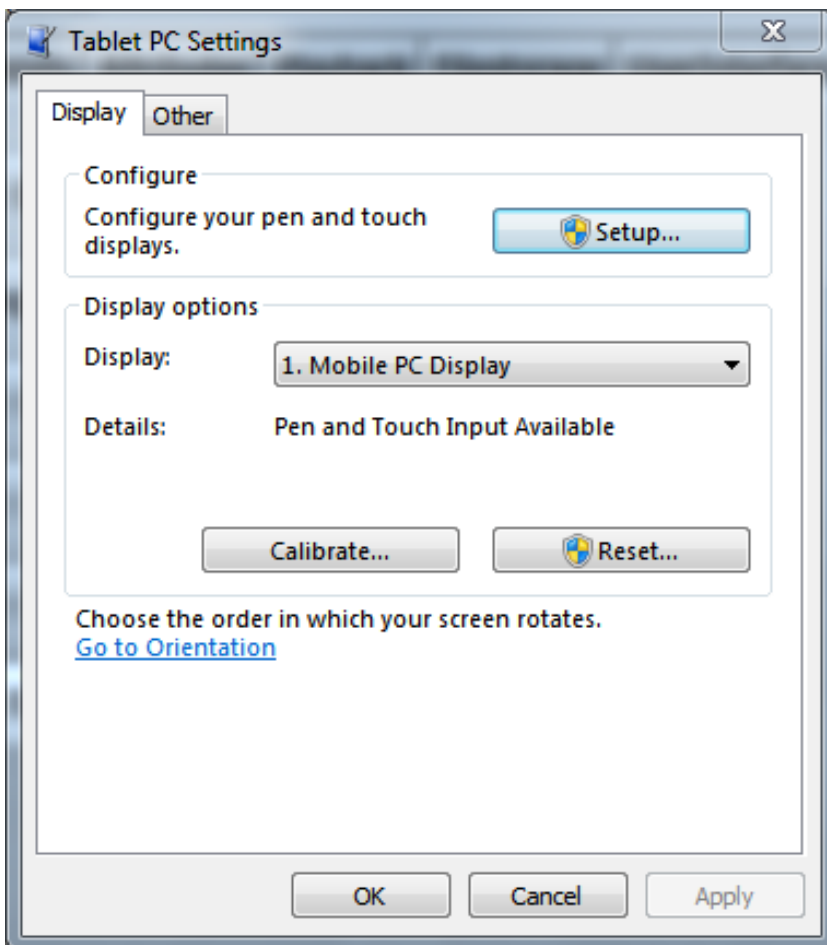 Tablet PC Settings
Display
Other
Configure
Configure your pen and touch
displays.
Setup...
Display options
Display:
1. Mobile PC Display
Details:
Pen and Touch Input Available
Calibrate...
Reset...
Choose the order in which your screen rotates.
Go to Orientation
OK
Cancel
Apply